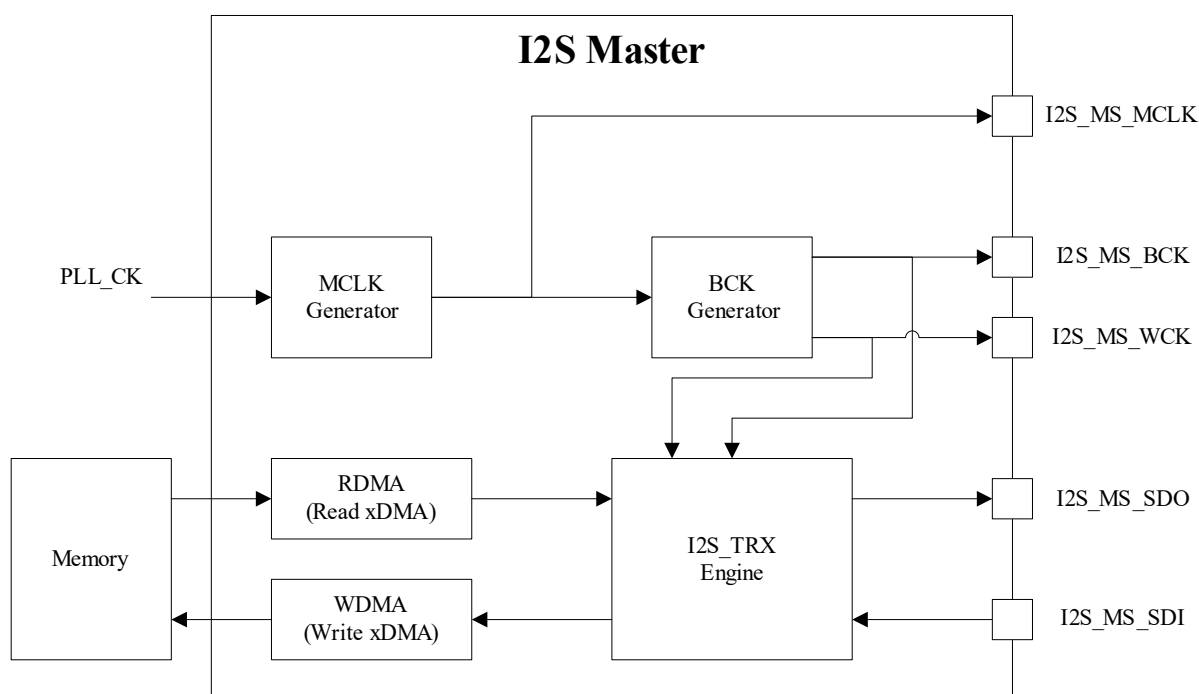 I2S Master
I2S_MS_MCLK
PLL_CK
MCLK
Generator
BCK
Generator
I2S_MS_BCK
I2S_MS_WCK
Memory
RDMA
(Read xDMA)
WDMA
(Write xDMA)
I2S_TRX
Engine
I2S_MS_SDO
I2S_MS_SDI